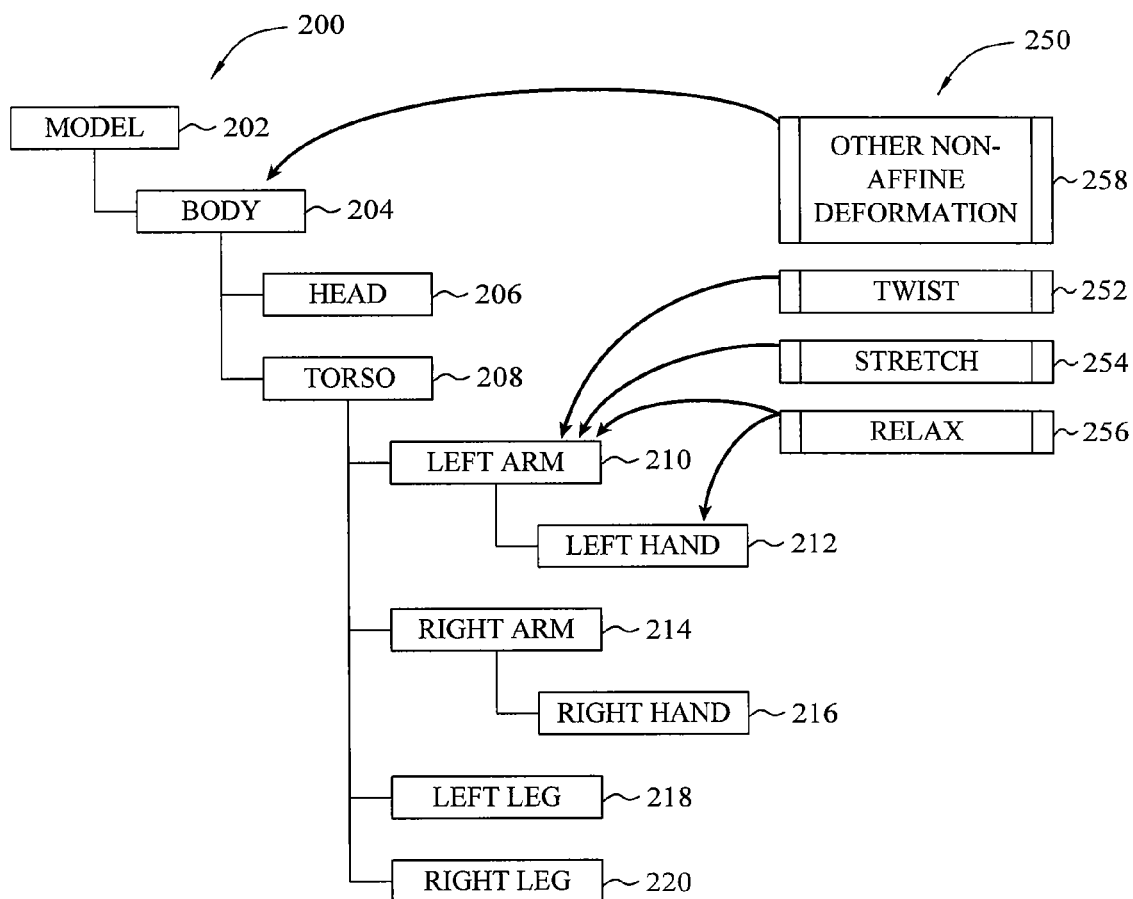 200
250
MODEL 202
OTHER NON-
AFFINE
DEFORMATION
258
BODY 204
HEAD 206
TWIST 252
TORSO 208
STRETCH 254
RELAX 256
LEFT ARM 210
LEFT HAND 212
RIGHT ARM 214
RIGHT HAND 216
LEFT LEG 218
RIGHT LEG 220